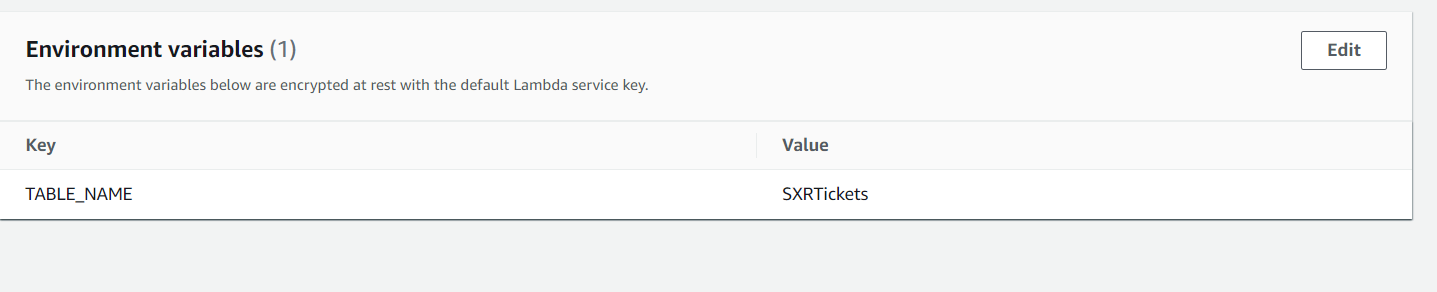 Environment variables (1)
Edit
The environment variables below are encrypted at rest with the default Lambda service key.
Key Value
TABLE_NAME SXRTickets